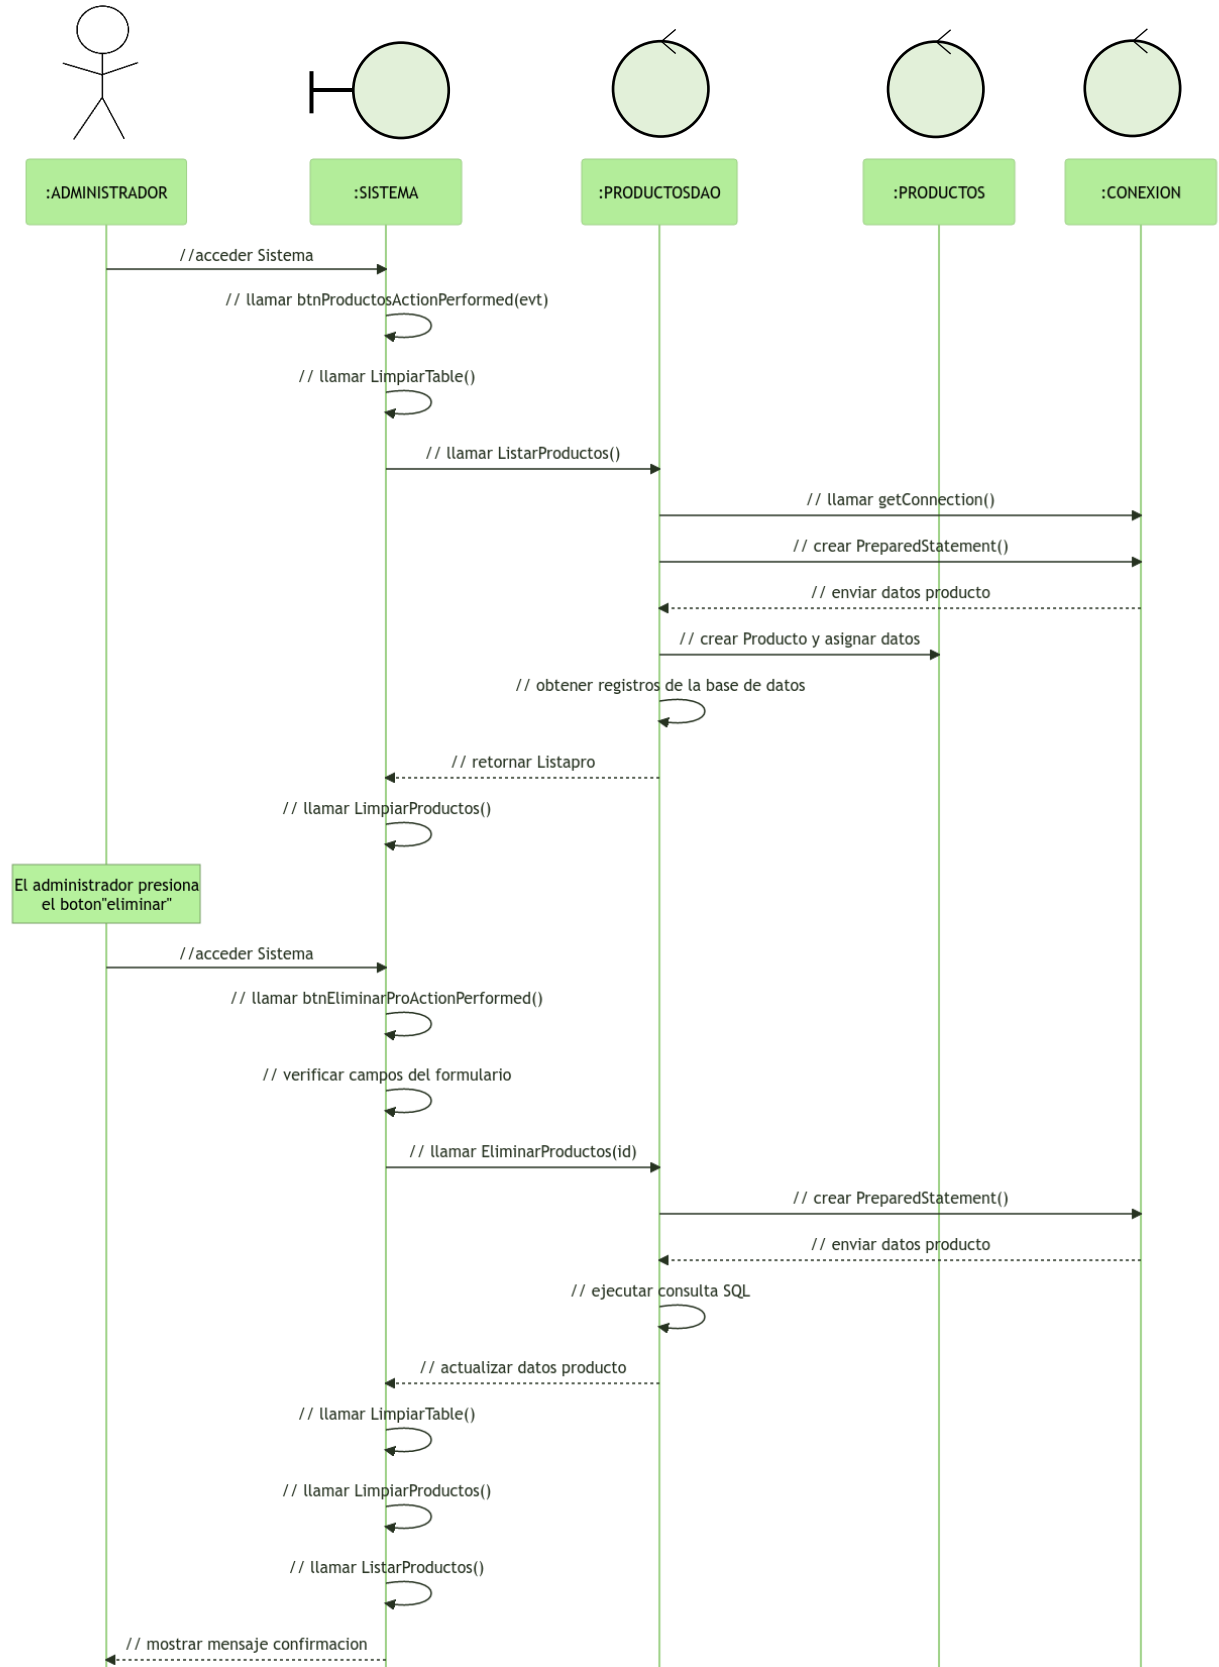 :ADMINISTRADOR
:SISTEMA
:PRODUCTOSDAO
:PRODUCTOS
:CONEXION
//acceder Sistema
// llamar btnProductosActionPerformed(evt)
// llamar LimpiarTable()
// llamar ListarProductos()
// llamar getConnection()
// crear PreparedStatement()
// enviar datos producto
// crear Producto y asignar datos
// obtener registros de la base de datos
// retornar Listapro
// llamar LimpiarProductos()
El administrador presiona
el boton"eliminar"
//acceder Sistema
// llamar btnEliminarProActionPerformed()
// verificar campos del formulario
// llamar EliminarProductos(id)
// crear PreparedStatement()
// enviar datos producto
// ejecutar consulta SQL
// actualizar datos producto
// llamar LimpiarTable()
// llamar LimpiarProductos()
// llamar ListarProductos()
// mostrar mensaje confirmacion